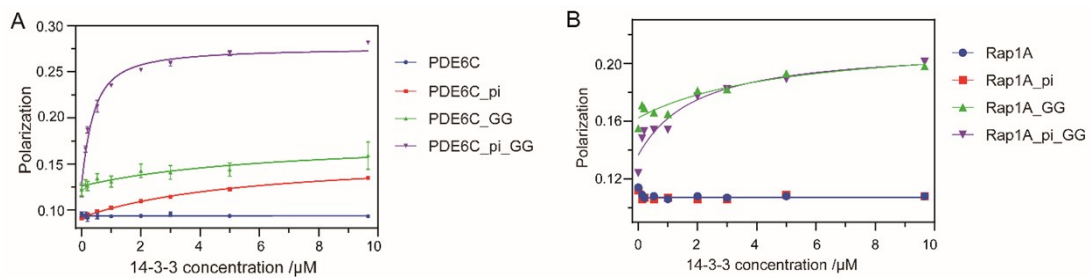 A
0.30
0.25
0.20
0.15
0.10
Polarization
0 2 4 6 8 10
14-3-3 concentration /μM
PDE6C
PDE6C_pi
PDE6C_GG
PDE6C_pi_GG
B
0.20
0.16
0.12
Polarization
0 2 4 6 8 10
14-3-3 concentration /μM
Rap1A
Rap1A_pi
Rap1A_GG
Rap1A_pi_GG